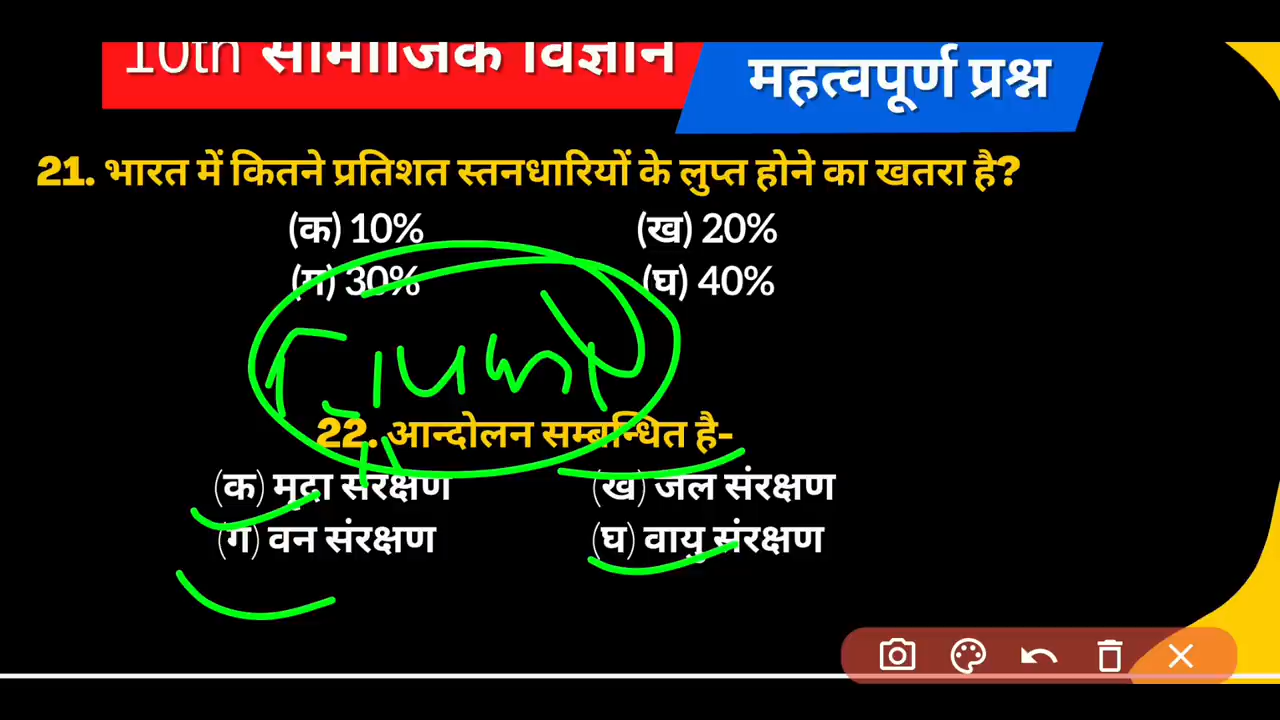 10th सामाजिक विज्ञान
महत्वपूर्ण प्रश्न
21. भारत में कितने प्रतिशत स्तनधारियों के लुप्त होने का खतरा है?
(क) 10% (ख) 20%
(ग) 30% (घ) 40%
22. आन्दोलन सम्बन्धित है-
(क) मृदा संरक्षण (ख) जल संरक्षण
(ग) वन संरक्षण (घ) वायु संरक्षण